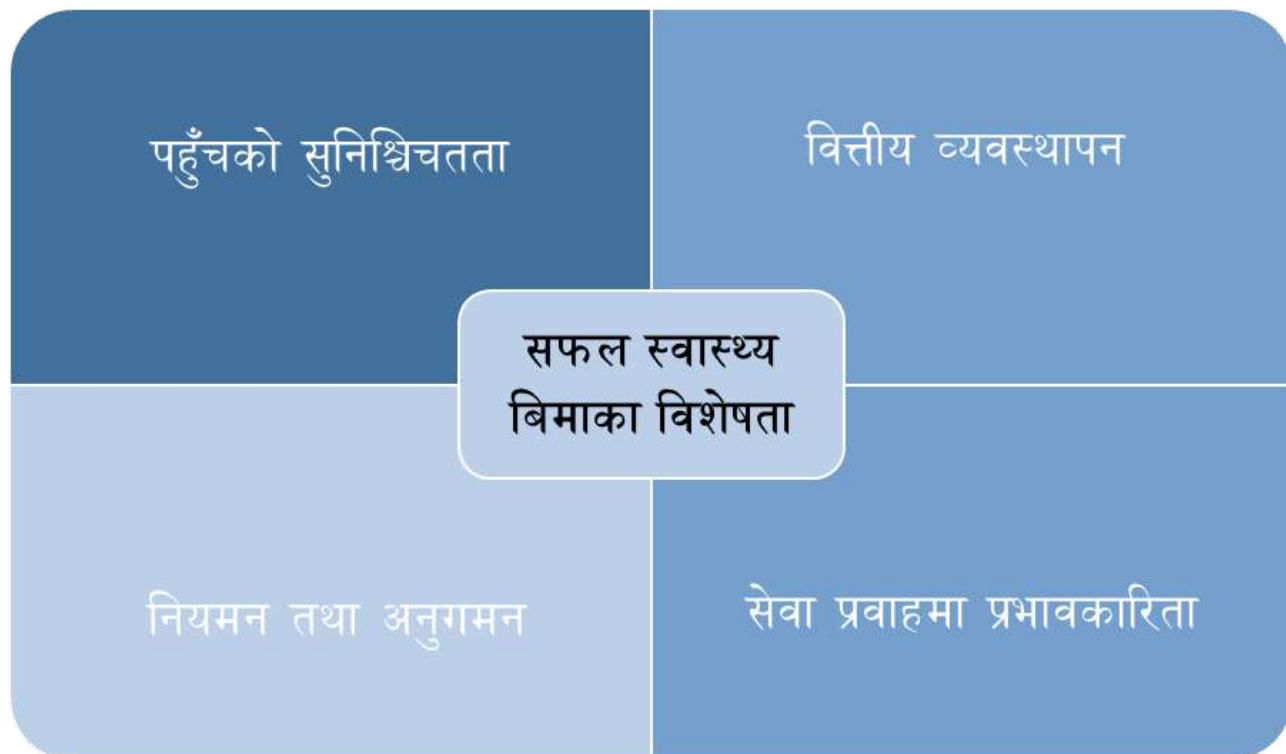 पहुँचको सुनिश्चितता
वित्तीय व्यवस्थापन
सफल स्वास्थ्य
बिमाका विशेषता
नियमन तथा अनुगमन
सेवा प्रवाहमा प्रभावकारिता